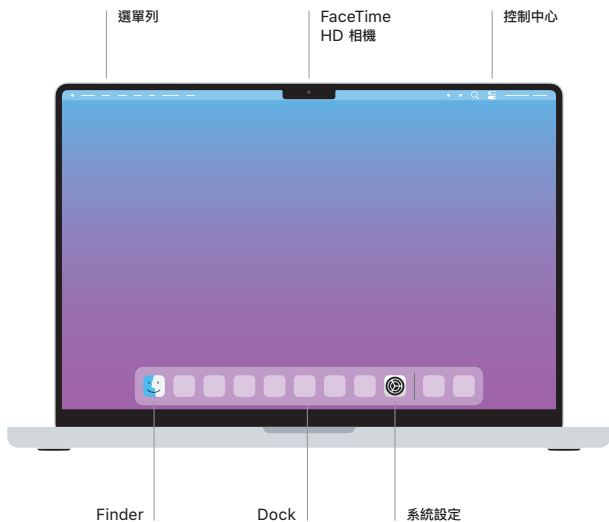 選單列
FaceTime
HD 相機
控制中心
Finder
Dock
系統設定